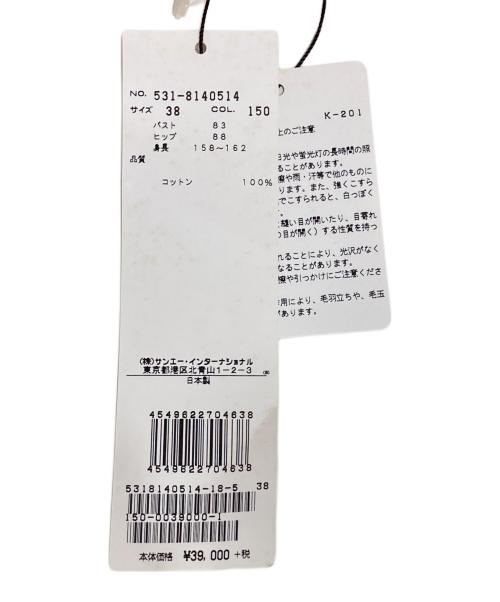 NO. 531-8140514
サイズ 38 COL. 150
バスト 83
ヒップ 88
身長 158~162
品質
コットン 100%
(株)サンエー・インターナショナル
東京都港区北青山1-2-3
日本製
4549622704638
4549622704638
5318140514-18-5 38
150-0039000-1
本体価格 ¥39,000 +税
K-201
上のご注意
日光や蛍光灯の長時間の照
ることがあります。
擦や雨・汗等で他のものに
ります。また、強くこすら
でこすられると、白っぽく
す。
縫い目が開いたり、目寄れ
の目が開く)する性質を持っ
れることにより、光沢がなく
なることがあります。
擦や引っかけにご注意くださ
作用により、毛羽立ちや、毛玉
があります。